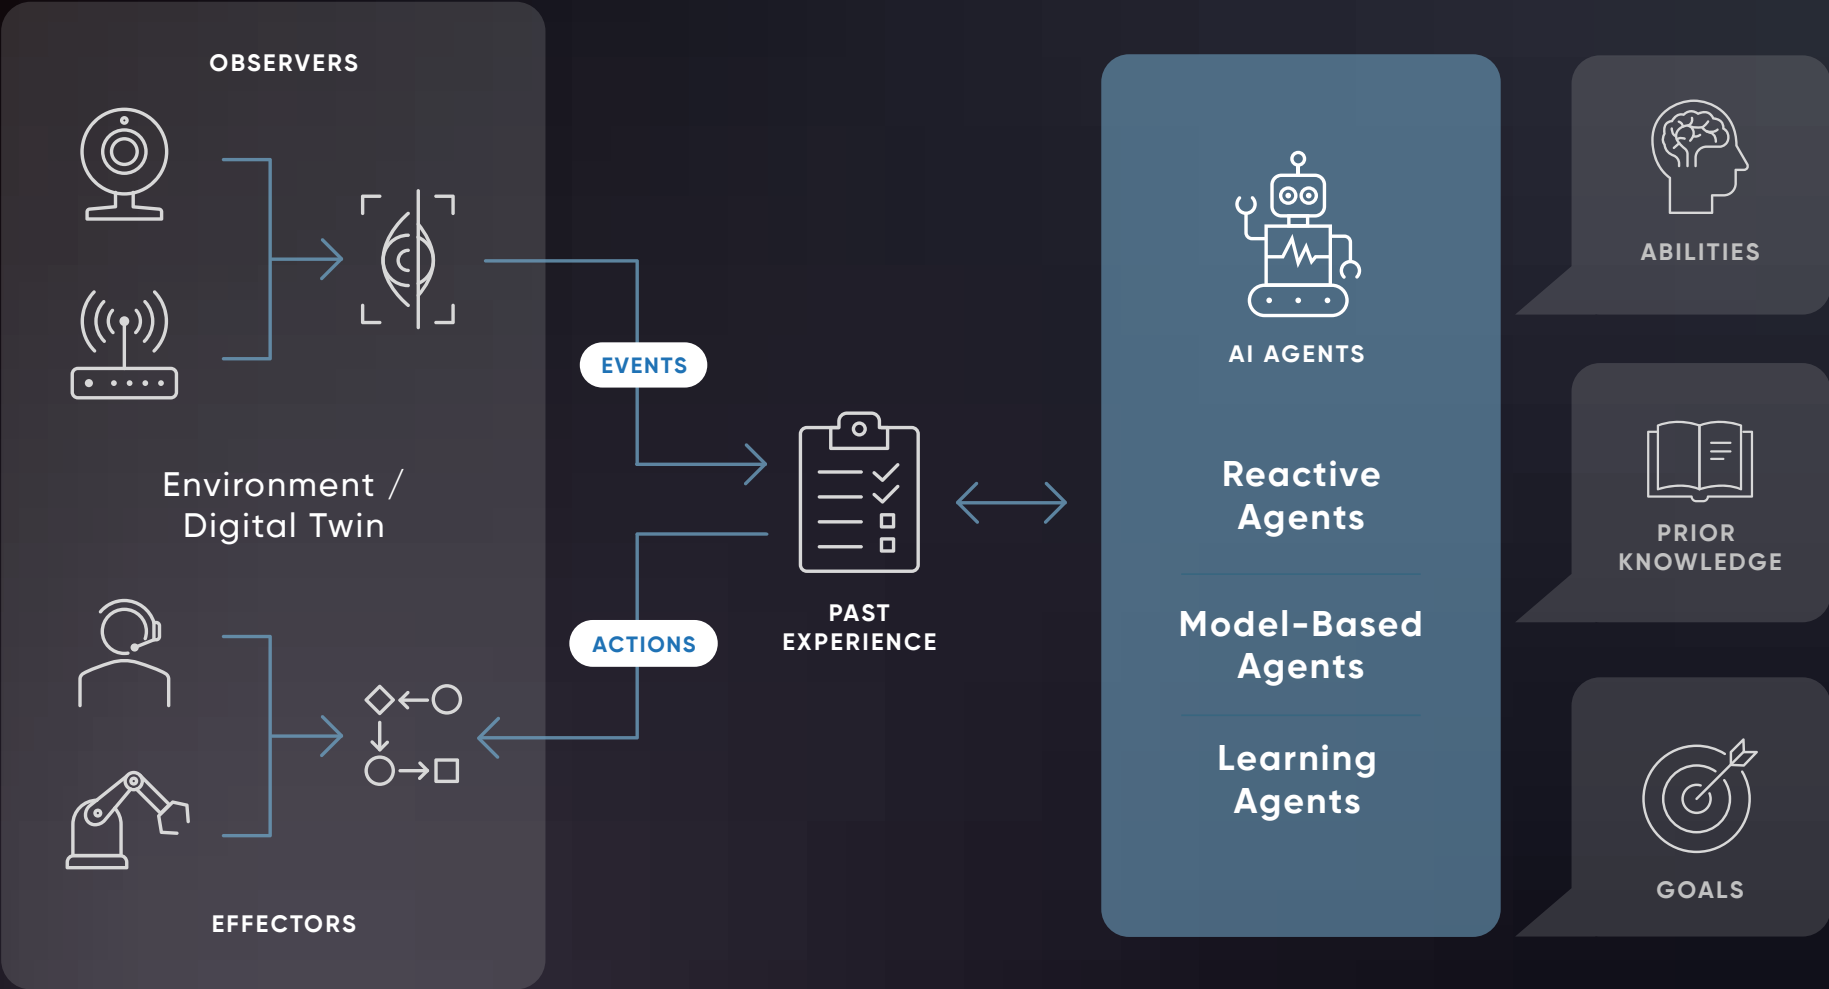 OBSERVERS
Environment /
Digital Twin
EFFECTORS
EVENTS
ACTIONS
PAST
EXPERIENCE
AI AGENTS
Reactive
Agents
Model-Based
Agents
Learning
Agents
ABILITIES
PRIOR
KNOWLEDGE
GOALS